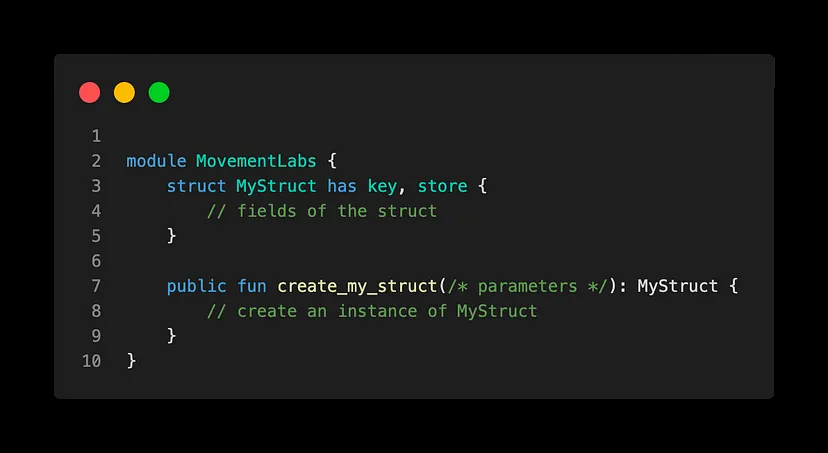 1
2 module MovementLabs {
3     struct MyStruct has key, store {
4         // fields of the struct
5     }
6
7     public fun create_my_struct(/* parameters */): MyStruct {
8         // create an instance of MyStruct
9     }
10 }